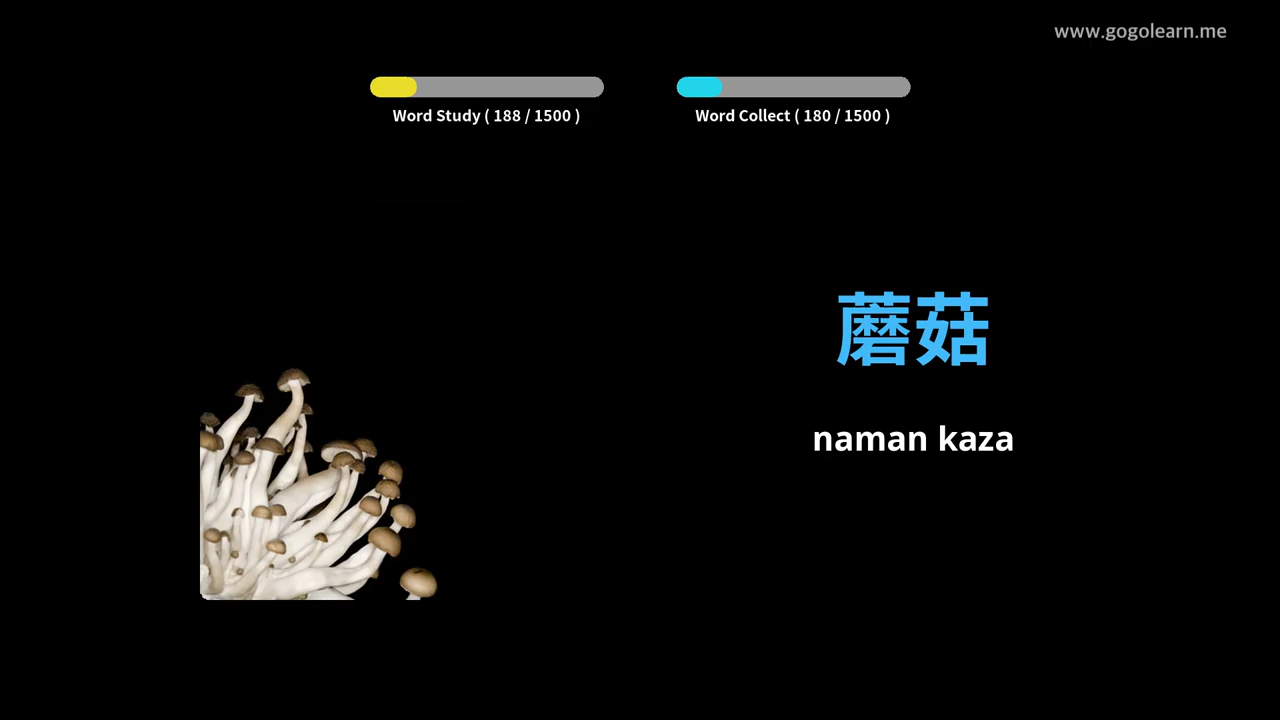 www.gogolearn.me
Word Study ( 188 / 1500 )
Word Collect ( 180 / 1500 )
蘑菇
naman kaza